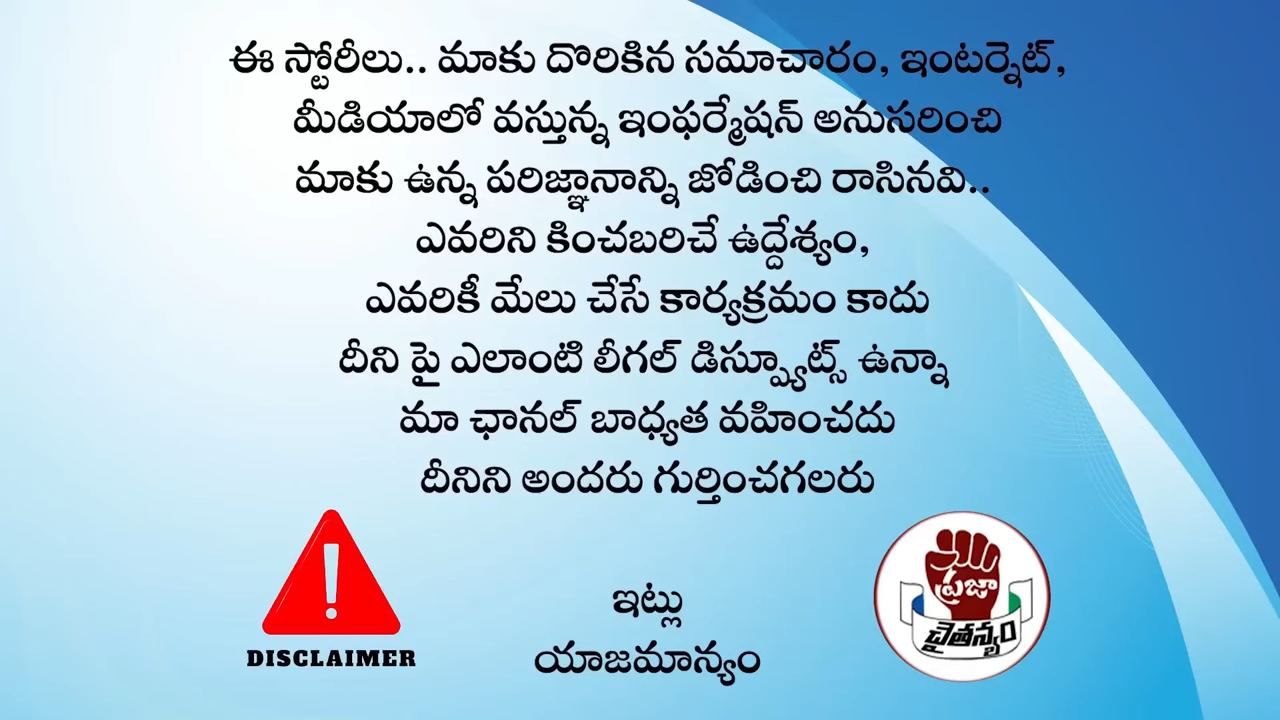 ఈ స్టోరీలు.. మాకు దొరికిన సమాచారం, ఇంటర్నెట్,
మీడియాలో వస్తున్న ఇంఫర్మేషన్ అనుసరించి
మాకు ఉన్న పరిజ్ఞానాన్ని జోడించి రాసినవి..
ఎవరిని కించబరిచే ఉద్దేశ్యం,
ఎవరికీ మేలు చేసే కార్యక్రమం కాదు
దీని పై ఎలాంటి లీగల్ డిస్ప్యూట్స్ ఉన్నా
మా ఛానల్ బాధ్యత వహించదు
దీనిని అందరు గుర్తించగలరు
ఇట్లు
యాజమాన్యం
DISCLAIMER
ప్రజా
చైతన్యం